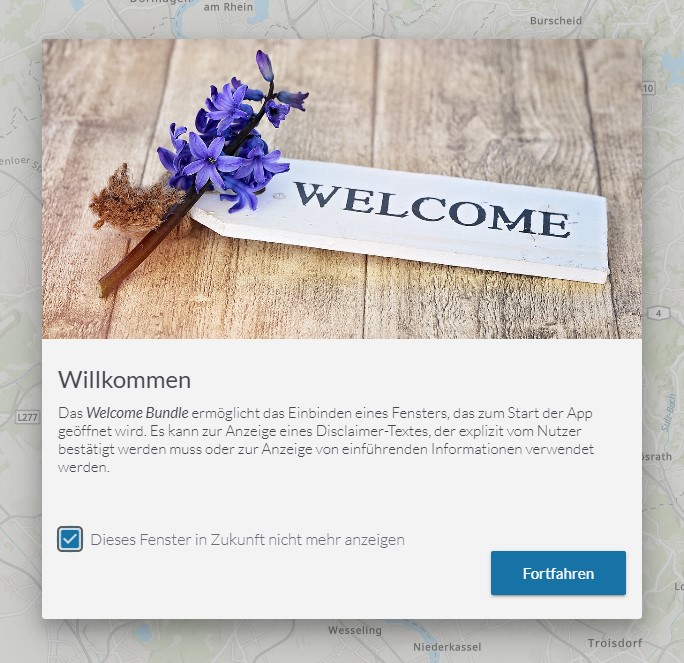 Dormagen
am Rhein
Burscheid
10
WELCOME
4
L277
Willkommen
Das Welcome Bundle ermöglicht das Einbinden eines Fensters, das zum Start der App
geöffnet wird. Es kann zur Anzeige eines Disclaimer-Textes, der explizit vom Nutzer
bestätigt werden muss oder zur Anzeige von einführenden Informationen verwendet
werden.
Dieses Fenster in Zukunft nicht mehr anzeigen
Fortfahren
Wesseling
Niederkassel
Troisdorf